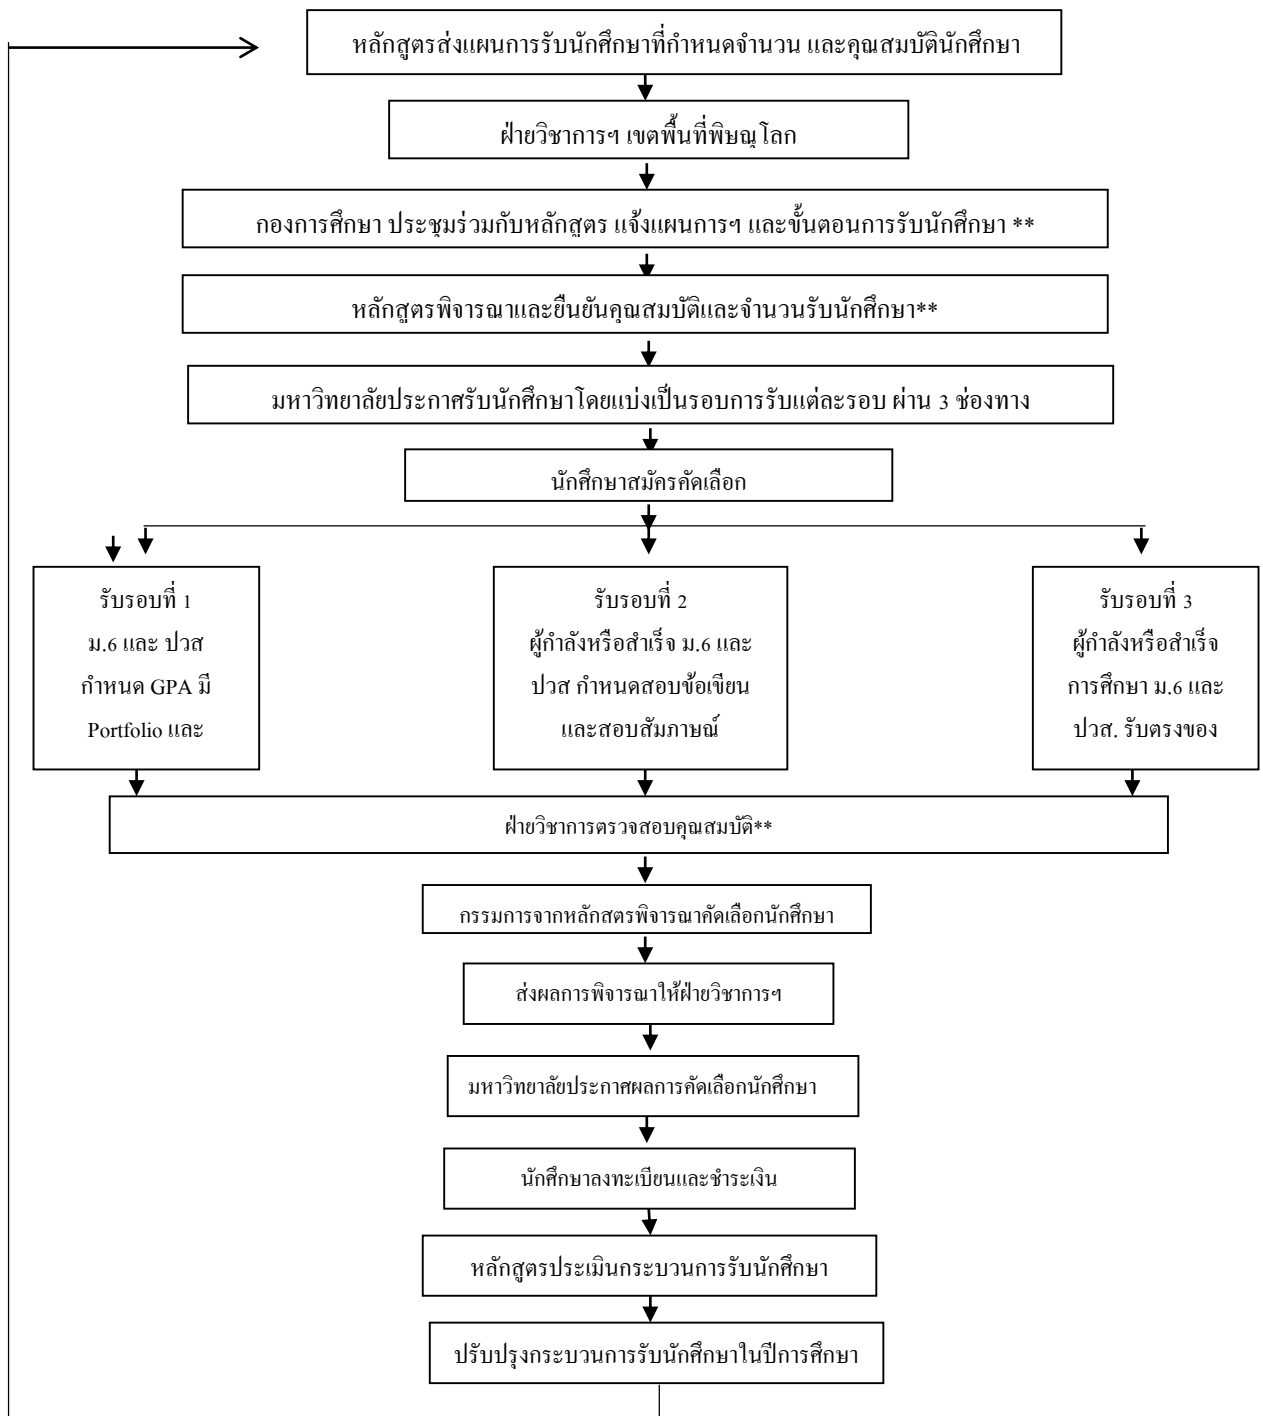 หลักสูตรส่งแผนการรับนักศึกษาที่กำหนดจำนวน และคุณสมบัตินักศึกษา
ฝ่ายวิชาการฯ เขตพื้นที่พิษณุโลก
กองการศึกษา ประชุมร่วมกับหลักสูตร แจ้งแผนการฯ และขั้นตอนการรับนักศึกษา **
หลักสูตรพิจารณาและยืนยันคุณสมบัติและจำนวนรับนักศึกษา**
มหาวิทยาลัยประกาศรับนักศึกษาโดยแบ่งเป็นรอบการรับแต่ละรอบ ผ่าน 3 ช่องทาง
นักศึกษาสมัครคัดเลือก
รับรอบที่ 1
ม.6 และ ปวส
กำหนด GPA มี
Portfolio และ
รับรอบที่ 2
ผู้กำลังหรือสำเร็จ ม.6 และ
ปวส กำหนดสอบข้อเขียน
และสอบสัมภาษณ์
รับรอบที่ 3
ผู้กำลังหรือสำเร็จ
การศึกษา ม.6 และ
ปวส. รับตรงของ
ฝ่ายวิชาการตรวจสอบคุณสมบัติ**
กรรมการจากหลักสตรพิจารณาคัดเลือกนักศึกษา
ส่งผลการพิจารณาให้ฝ่ายวิชาการฯ
มหาวิทยาลัยประกาศผลการคัดเลือกนักศึกษา
นักศึกษาลงทะเบียนและชำระเงิน
หลักสูตรประเมินกระบวนการรับนักศึกษา
ปรับปรุงกระบวนการรับนักศึกษาในปีการศึกษา